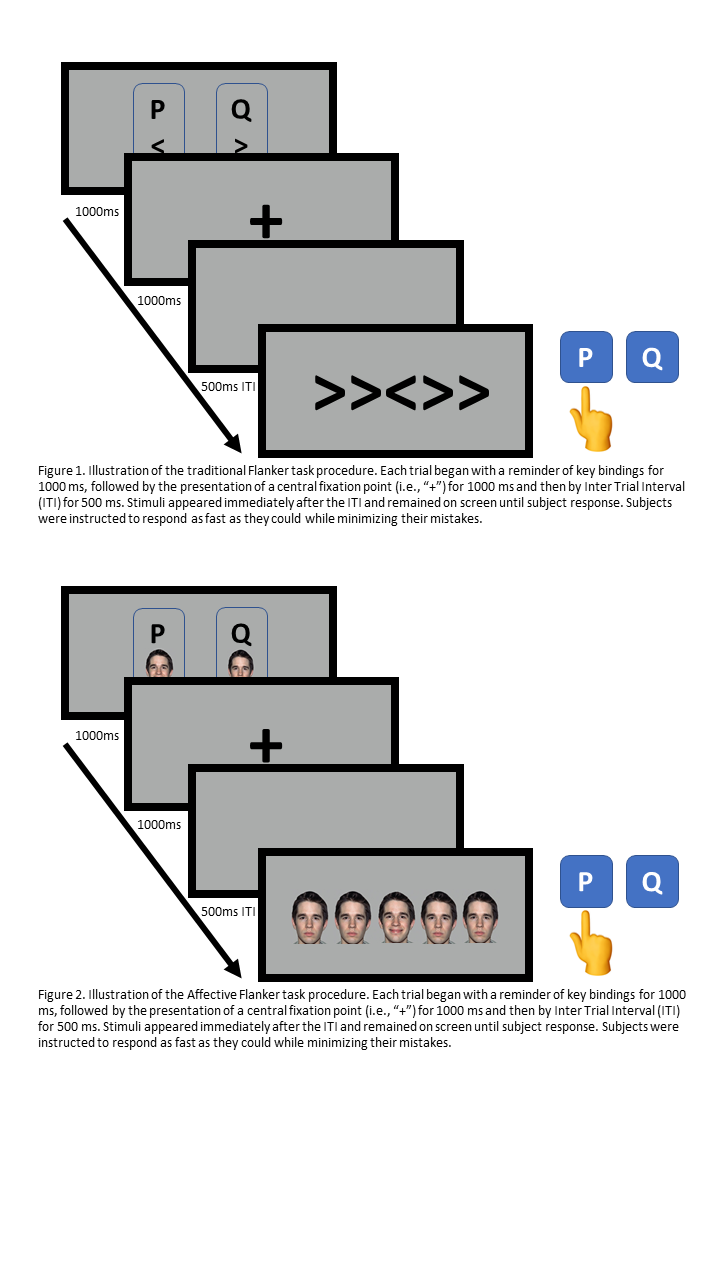 P Q
< >
1000ms
+
1000ms
500ms ITI
>><>>
P Q
Figure 1. Illustration of the traditional Flanker task procedure. Each trial began with a reminder of key bindings for
1000 ms, followed by the presentation of a central fixation point (i.e., “+”) for 1000 ms and then by Inter Trial Interval
(ITI) for 500 ms. Stimuli appeared immediately after the ITI and remained on screen until subject response. Subjects
were instructed to respond as fast as they could while minimizing their mistakes.
P Q
1000ms
+
1000ms
500ms ITI
P Q
Figure 2. Illustration of the Affective Flanker task procedure. Each trial began with a reminder of key bindings for 1000
ms, followed by the presentation of a central fixation point (i.e., “+”) for 1000 ms and then by Inter Trial Interval (ITI)
for 500 ms. Stimuli appeared immediately after the ITI and remained on screen until subject response. Subjects were
instructed to respond as fast as they could while minimizing their mistakes.